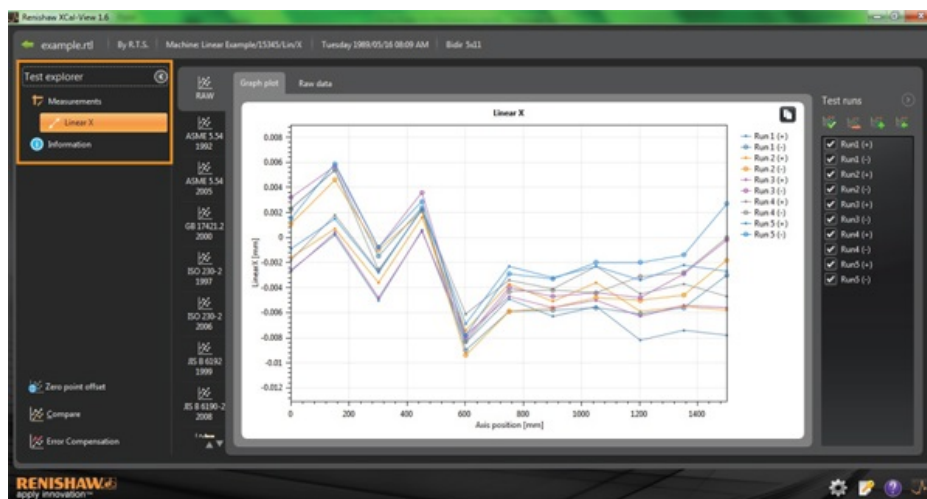 Renishaw XCal-View 1.6
example.rtl By R.T.S. Machine: Linear Example/15345/Lin/X Tuesday 1989/05/16 08:09 AM Bidir 5x11
Test explorer
Measurements
Linear X
Information
Zero point offset
Compare
Error Compensation
RAW
ASME 5.54
1992
ASME 5.54
2005
GB 17421.2
2000
ISO 230-2
1997
ISO 230-2
2006
JIS B 6192
1999
JIS B 6190-2
2008
Graph plot Raw data
Linear X
0.008
0.006
0.004
0.002
0
-0.002
-0.004
-0.006
-0.008
-0.01
-0.012
LinearX [mm]
0 200 400 600 800 1000 1200 1400
Axis position [mm]
Run 1 (+)
Run 1 (-)
Run 2 (+)
Run 2 (-)
Run 3 (+)
Run 3 (-)
Run 4 (+)
Run 4 (-)
Run 5 (+)
Run 5 (-)
Test runs
Run1 (+)
Run1 (-)
Run2 (+)
Run2 (-)
Run3 (+)
Run3 (-)
Run4 (+)
Run4 (-)
Run5 (+)
Run5 (-)
RENISHAW
apply innovation™